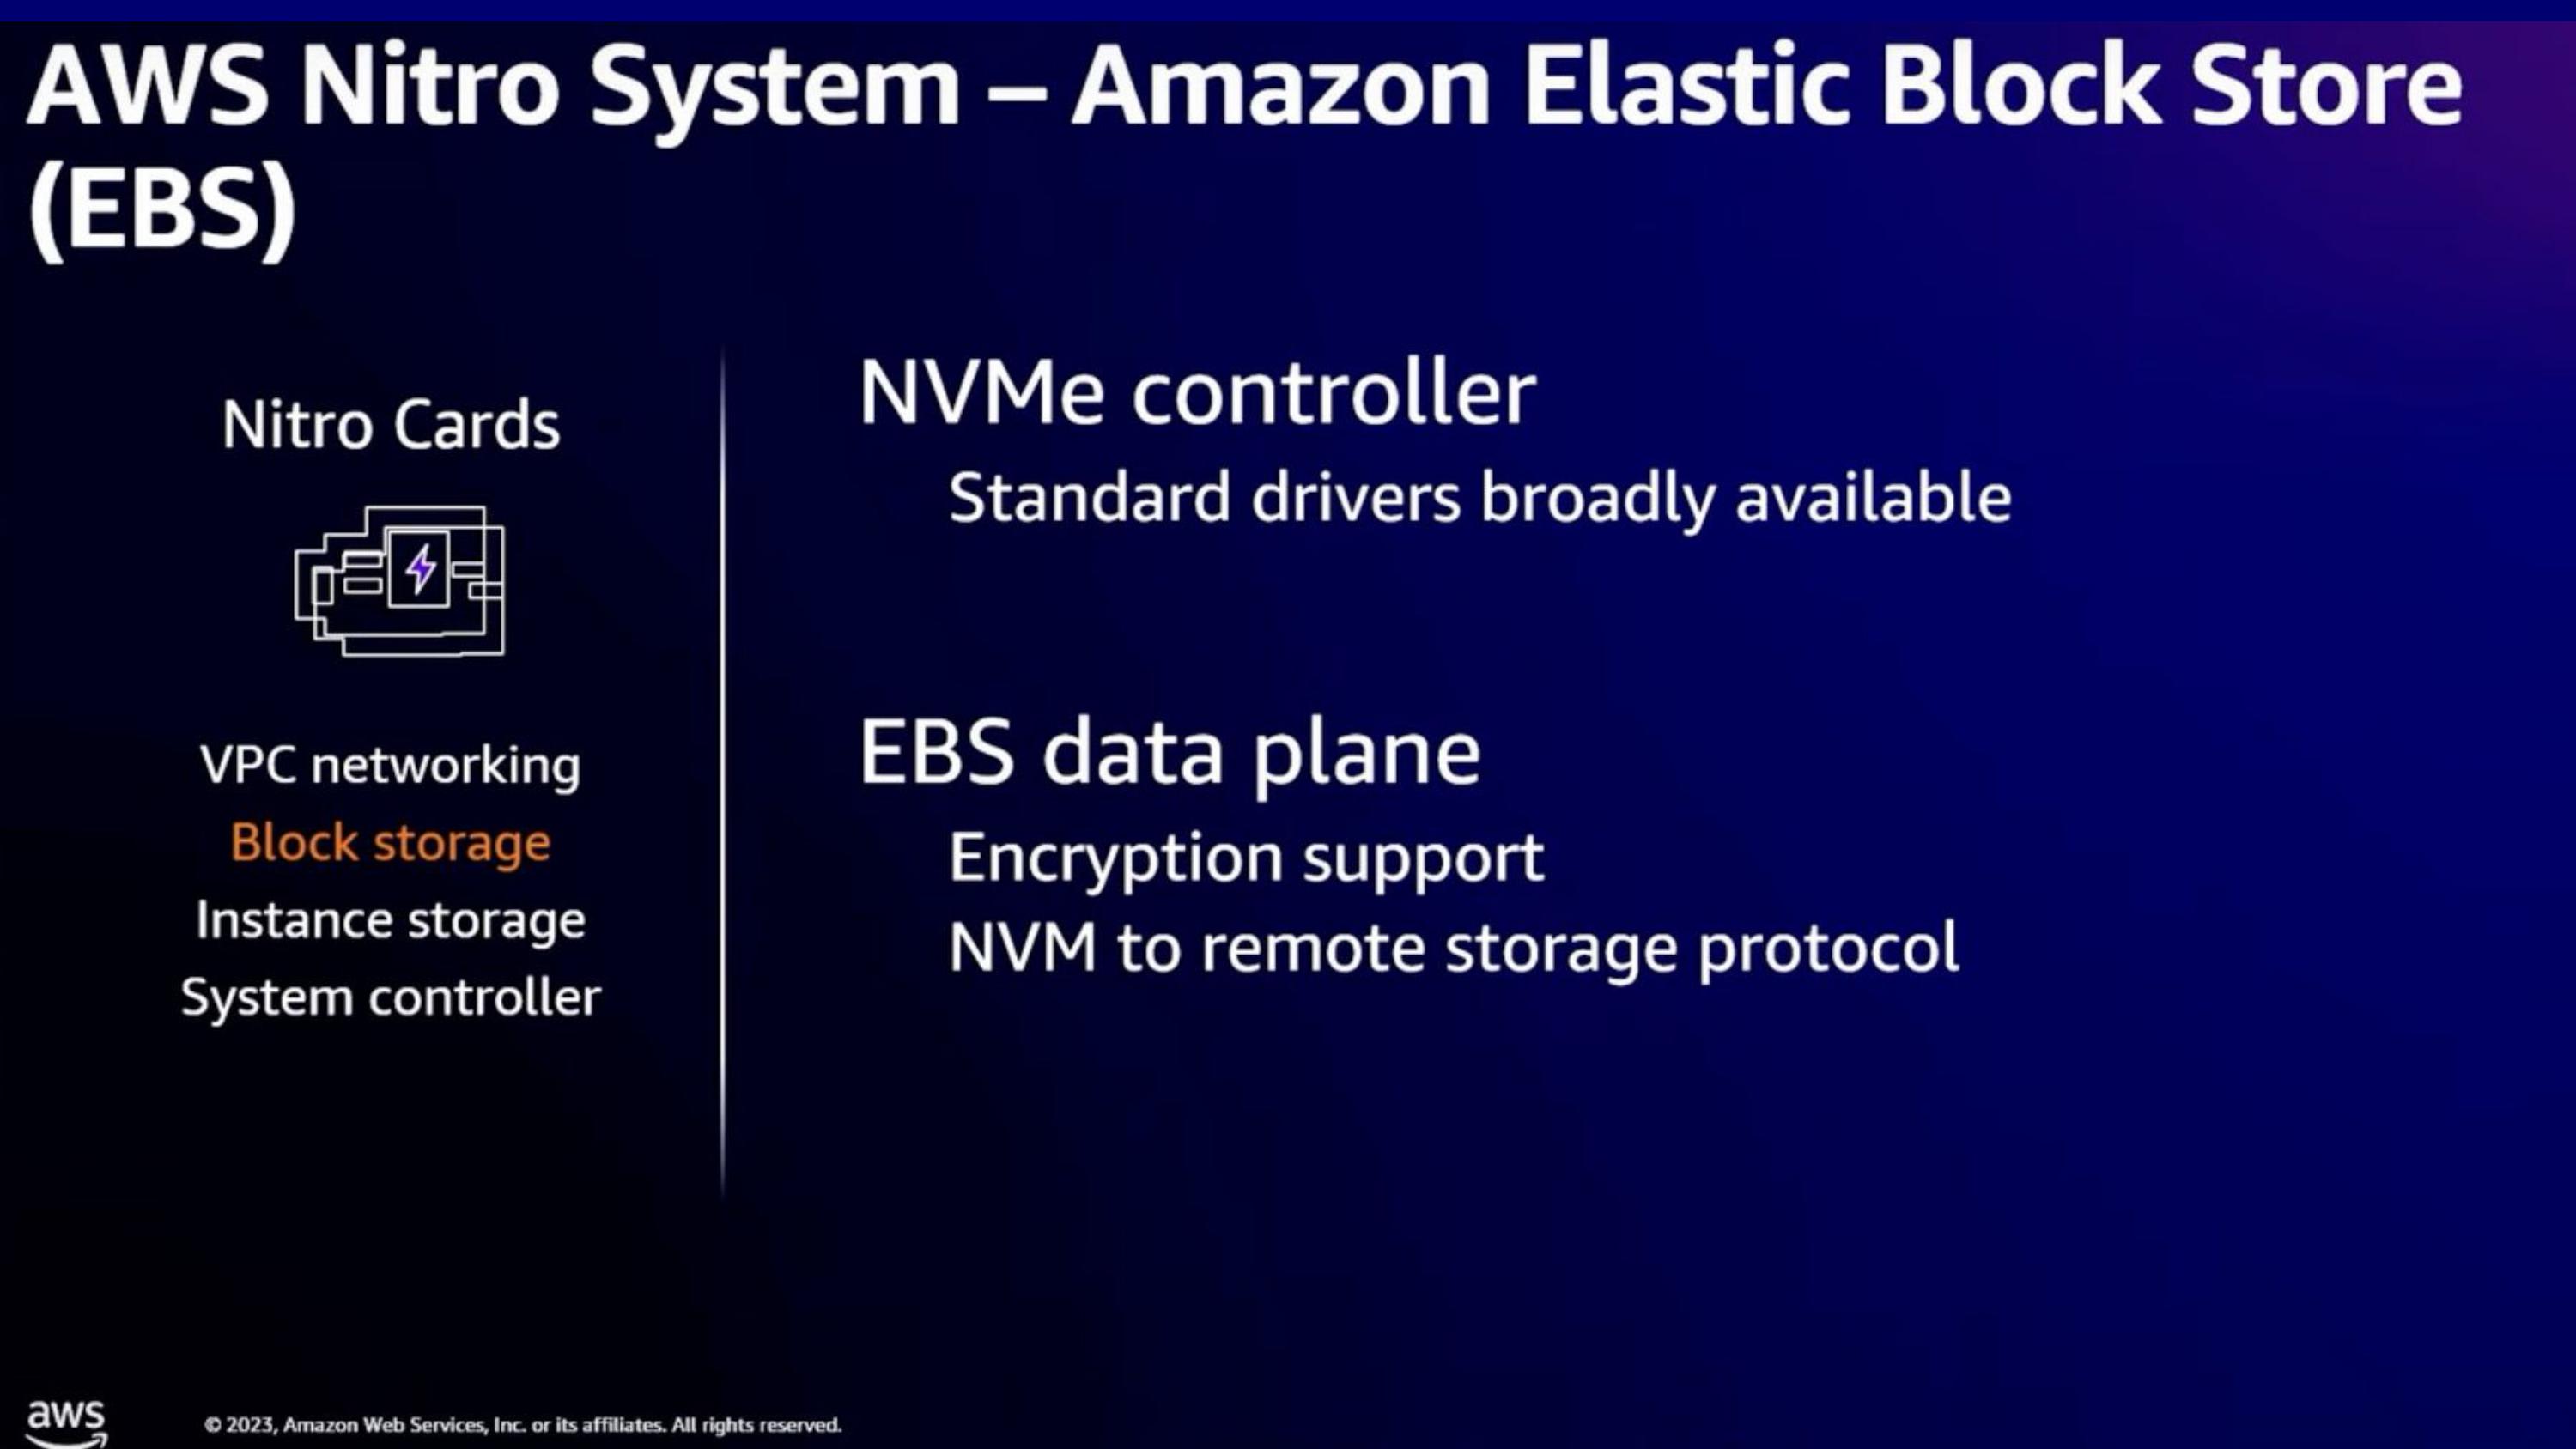 AWS Nitro System – Amazon Elastic Block Store
(EBS)
Nitro Cards
VPC networking
Block storage
Instance storage
System controller
NVMe controller
Standard drivers broadly available
EBS data plane
Encryption support
NVM to remote storage protocol
aws
© 2023, Amazon Web Services, Inc. or its affiliates. All rights reserved.